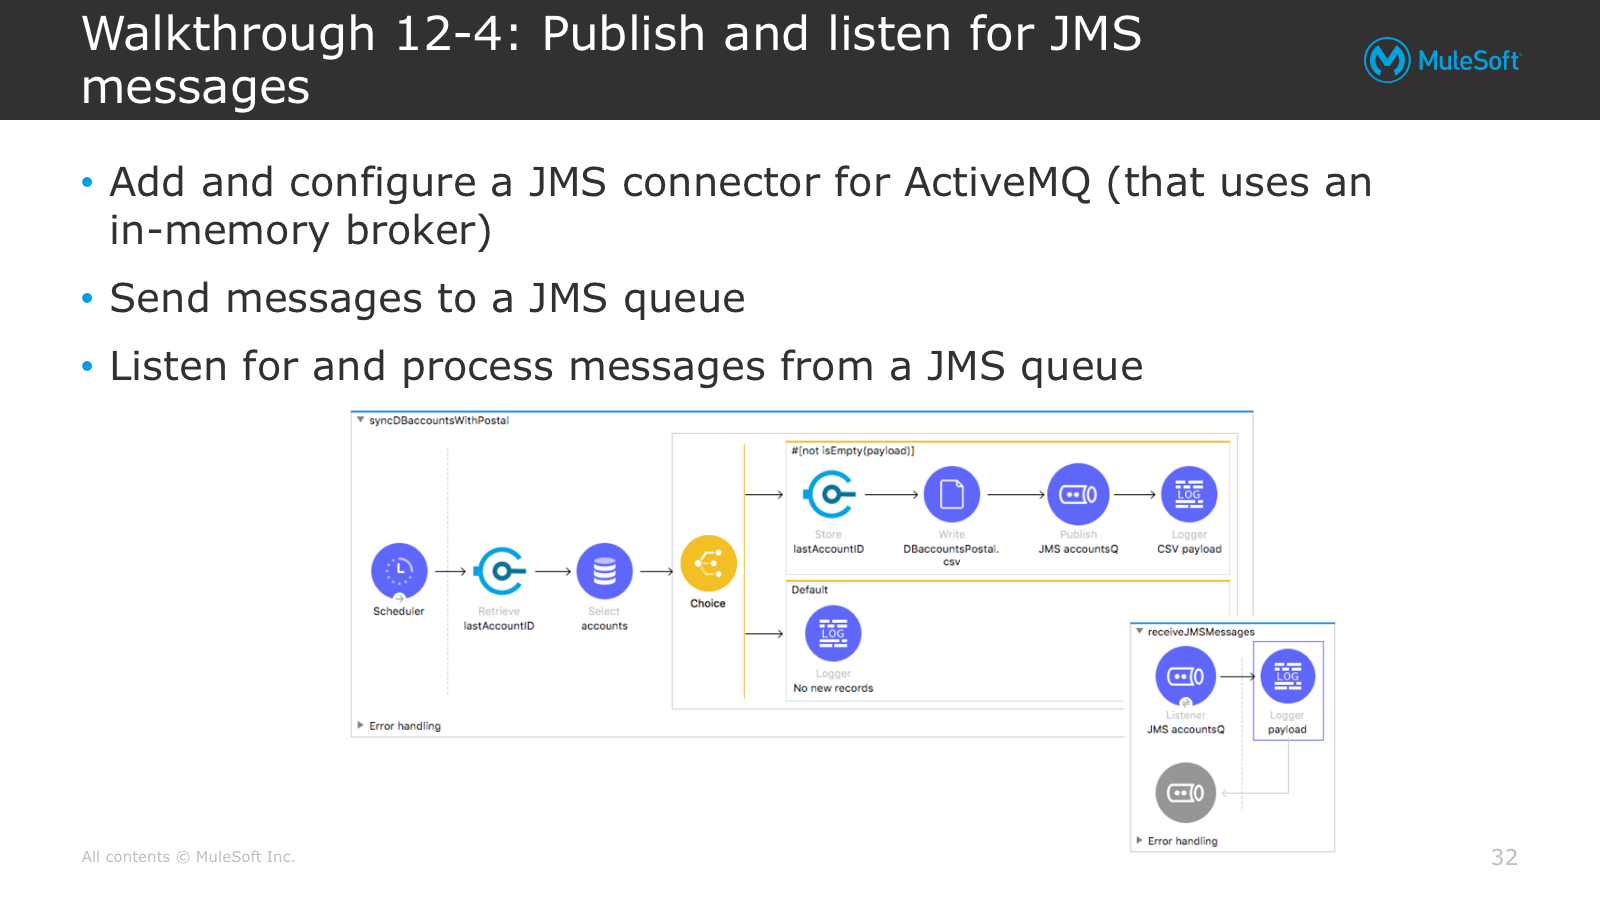 Walkthrough 12-4: Publish and listen for JMS
messages
MuleSoft
• Add and configure a JMS connector for ActiveMQ (that uses an
in-memory broker)
• Send messages to a JMS queue
• Listen for and process messages from a JMS queue
syncDBaccountsWithPostal
#[not isEmpty(payload)]
LOG
Store
lastAccountID
Write
DBaccountsPostal.
csv
Publish
JMS accountsQ
Logger
CSV payload
Scheduler
Retrieve
lastAccountID
Select
accounts
Choice
Default
LOG
Logger
No new records
Error handling
receiveJMSMessages
LOG
Listener
JMS accountsQ
Logger
payload
Error handling
All contents © MuleSoft Inc.
32